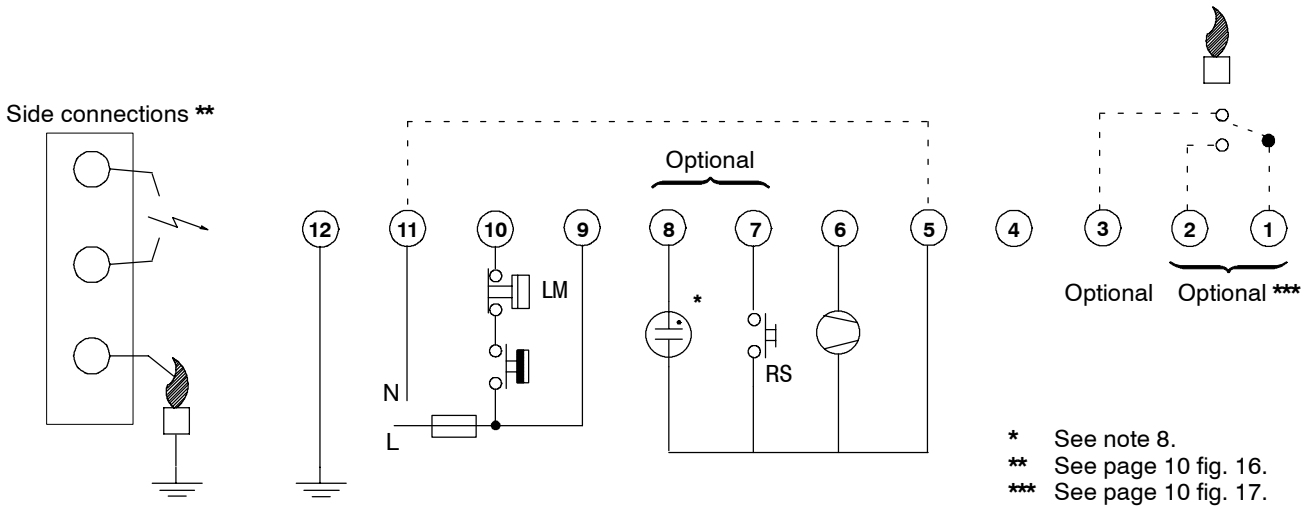 Side connections **
Optional
12 11 10 9 8 7 6 5 4 3 2 1
LM
*
Optional Optional ***
RS
N
L
* See note 8.
** See page 10 fig. 16.
*** See page 10 fig. 17.